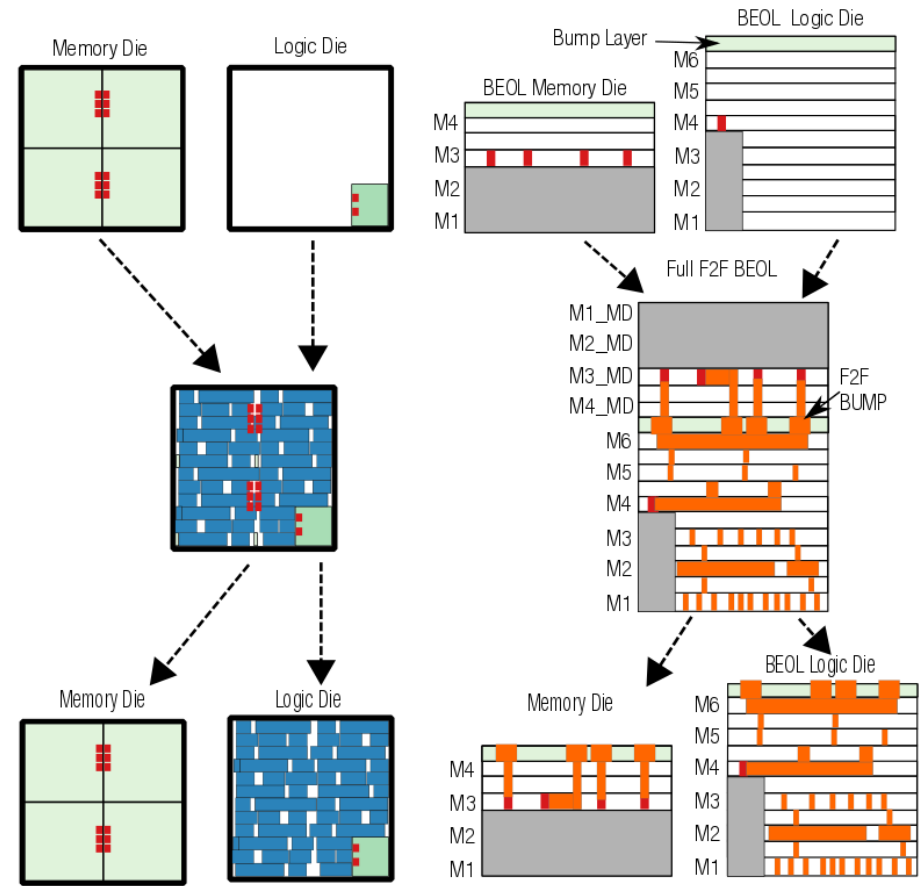 Memory Die
Logic Die
BEOL Logic Die
Bump Layer
BEOL Memory Die
M6
M5
M4
M3
M2
M1
M4
M3
M2
M1
Full F2F BEOL
M1_MD
M2_MD
M3_MD
M4_MD
F2F
BUMP
M6
M5
M4
M3
M2
M1
Memory Die
Logic Die
Memory Die
BEOL Logic Die
M4
M3
M2
M1
M6
M5
M4
M3
M2
M1